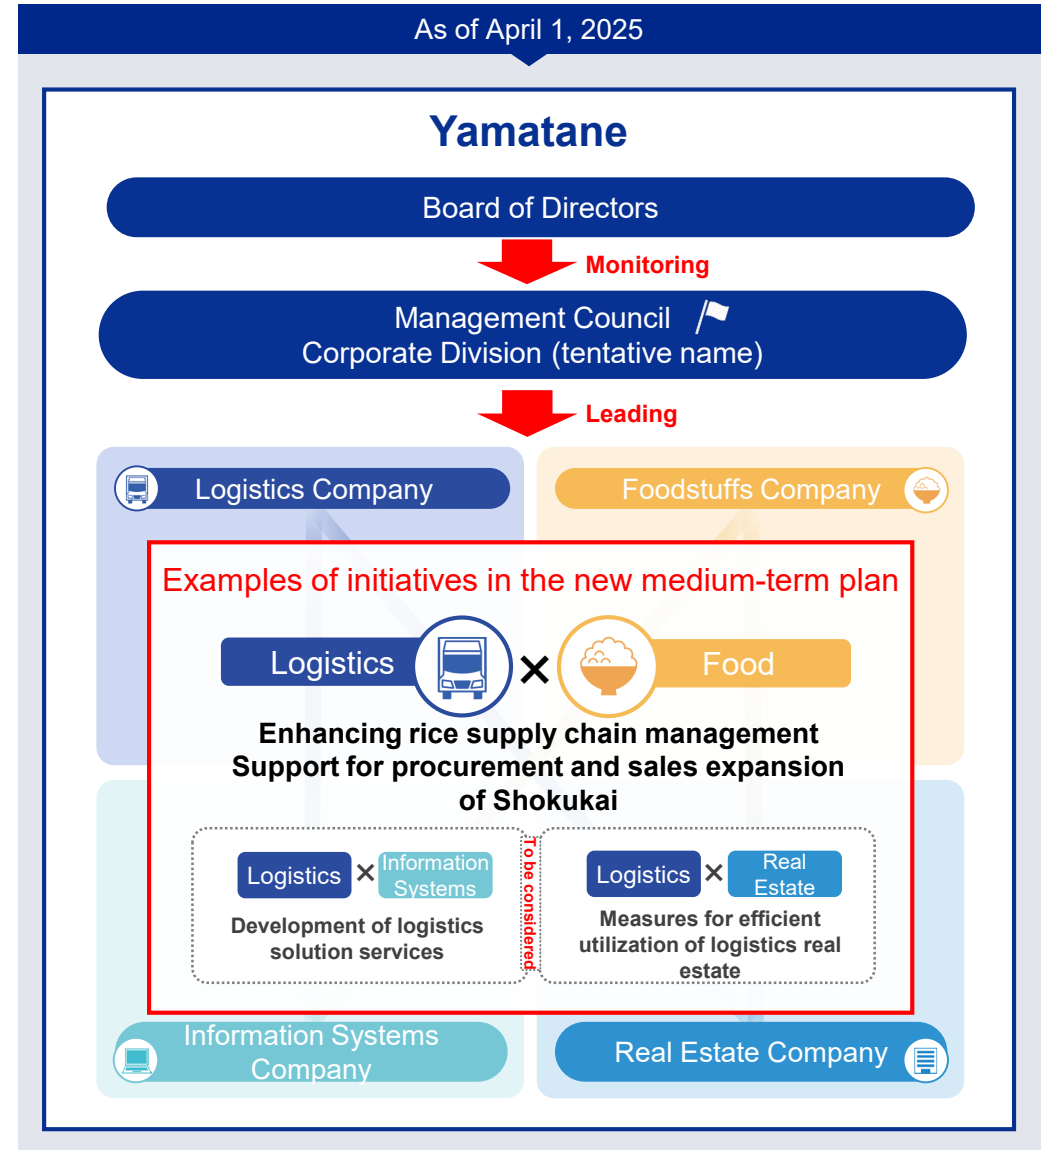 As of April 1, 2025
Yamatane
Board of Directors
Monitoring
Management Council
Corporate Division (tentative name)
Leading
Logistics Company
Foodstuffs Company
Examples of initiatives in the new medium-term plan
Logistics
×
Food
Enhancing rice supply chain management
Support for procurement and sales expansion
of Shokukai
Logistics
×
Information
Systems
Development of logistics
solution services
To be considered
Logistics
×
Real
Estate
Measures for efficient
utilization of logistics real
estate
Information Systems
Company
Real Estate Company